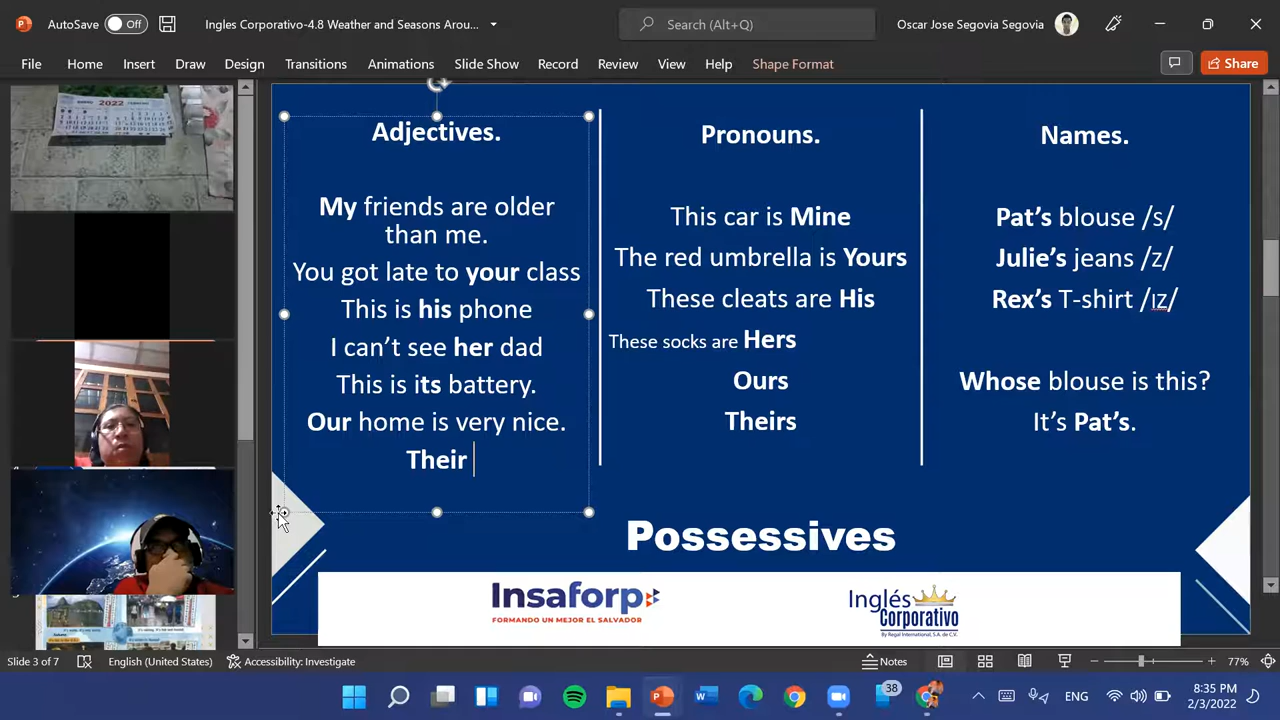 AutoSave Off
Ingles Corporativo-4.8 Weather and Seasons Arou...
Search (Alt+Q)
Oscar Jose Segovia Segovia
File Home Insert Draw Design Transitions Animations Slide Show Record Review View Help Shape Format
Share
2022
Adjectives.
My friends are older
than me.
You got late to your class
This is his phone
I can't see her dad
This is its battery.
Our home is very nice.
Their
Pronouns.
This car is Mine
The red umbrella is Yours
These cleats are His
These socks are Hers
Ours
Theirs
Names.
Pat's blouse /s/
Julie's jeans /z/
Rex's T-shirt /ɪz/
Whose blouse is this?
It's Pat's.
Possessives
Insaforp
FORMANDO UN MEJOR EL SALVADOR
Inglés
Corporativo
By Regal International, S.A. de C.V.
Slide 3 of 7
English (United States)
Accessibility: Investigate
Notes
77%
38
ENG
8:35 PM
2/3/2022